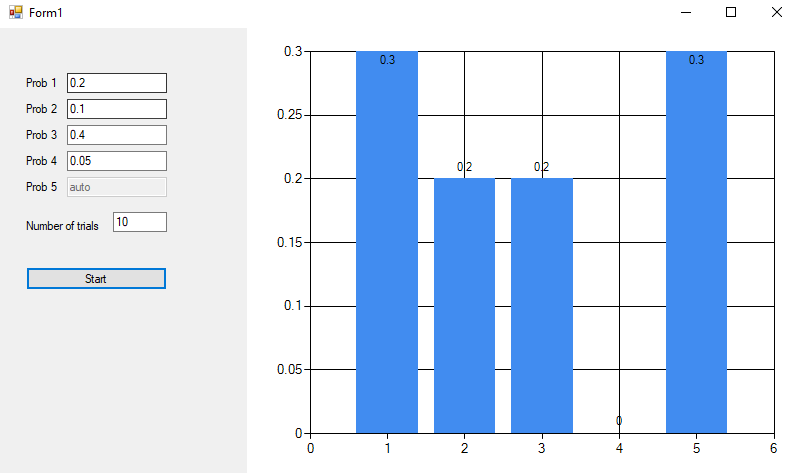 Form1
Prob 1 0.2
Prob 2 0.1
Prob 3 0.4
Prob 4 0.05
Prob 5 auto
Number of trials 10
Start
0.3
0.25
0.2
0.15
0.1
0.05
0
0.3 0.2 0.2 0 0.3
0 1 2 3 4 5 6